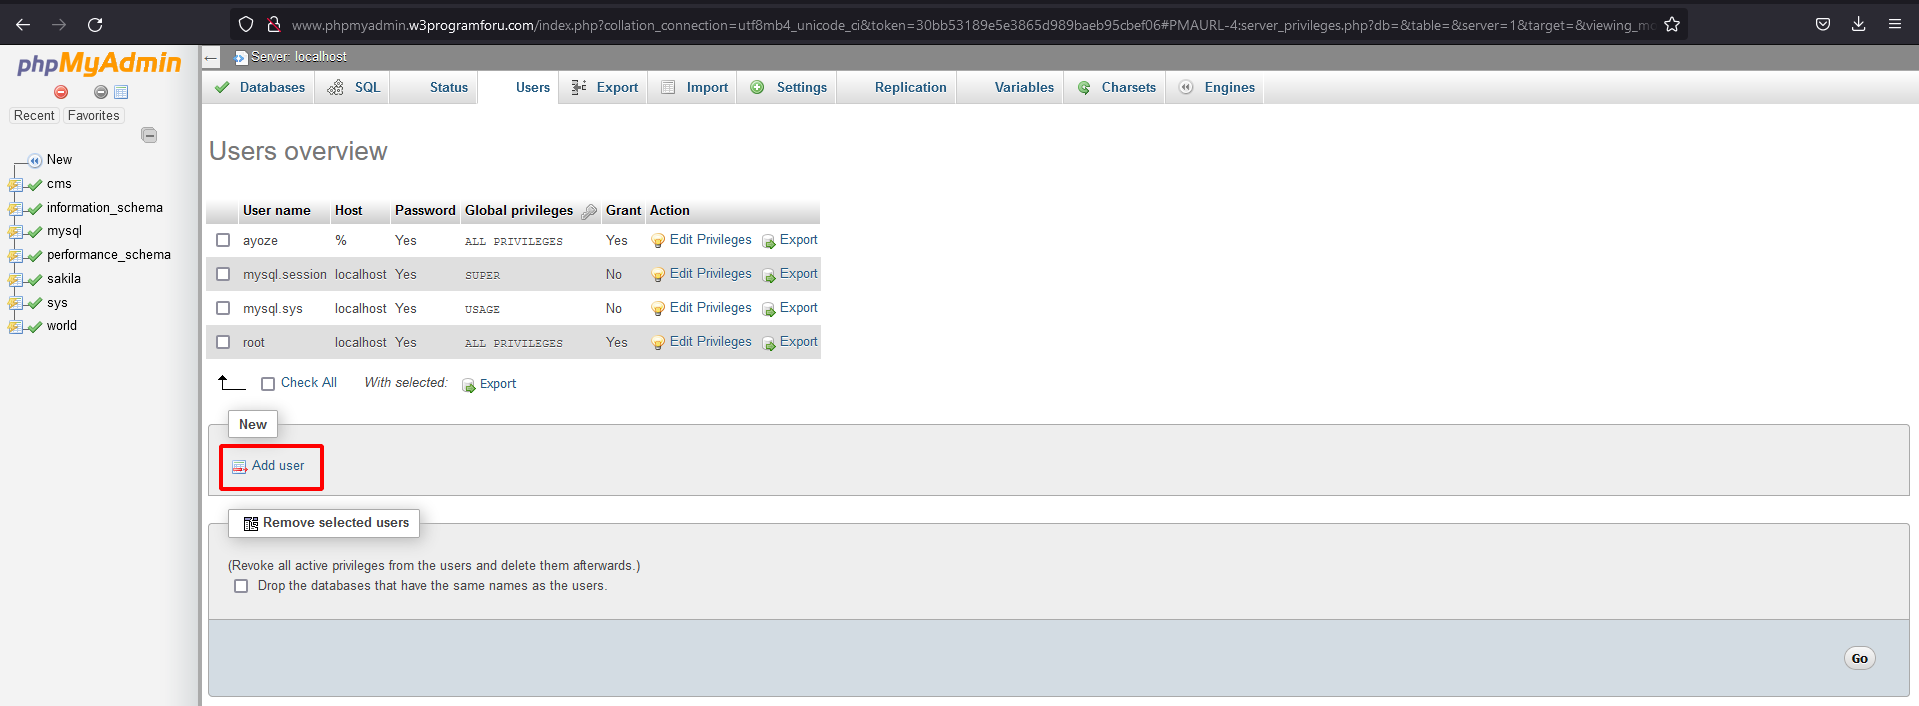 www.phpmyadmin.w3programforu.com/index.php?collation_connection=utf8mb4_unicode_ci&token=30bb53189e5e3865d989baeb95cbef06#PMAURL-4:server_privileges.php?db=&table=&server=1&target=&viewing_mo
phpMyAdmin
Server: localhost
Databases SQL Status Users Export Import Settings Replication Variables Charsets Engines
Recent Favorites
New
cms
information_schema
mysql
performance_schema
sakila
sys
world
Users overview
User name Host Password Global privileges Grant Action
ayoze % Yes ALL PRIVILEGES Yes Edit Privileges Export
mysql.session localhost Yes SUPER No Edit Privileges Export
mysql.sys localhost Yes USAGE No Edit Privileges Export
root localhost Yes ALL PRIVILEGES Yes Edit Privileges Export
Check All With selected: Export
New
Add user
Remove selected users
(Revoke all active privileges from the users and delete them afterwards.)
Drop the databases that have the same names as the users.
Go